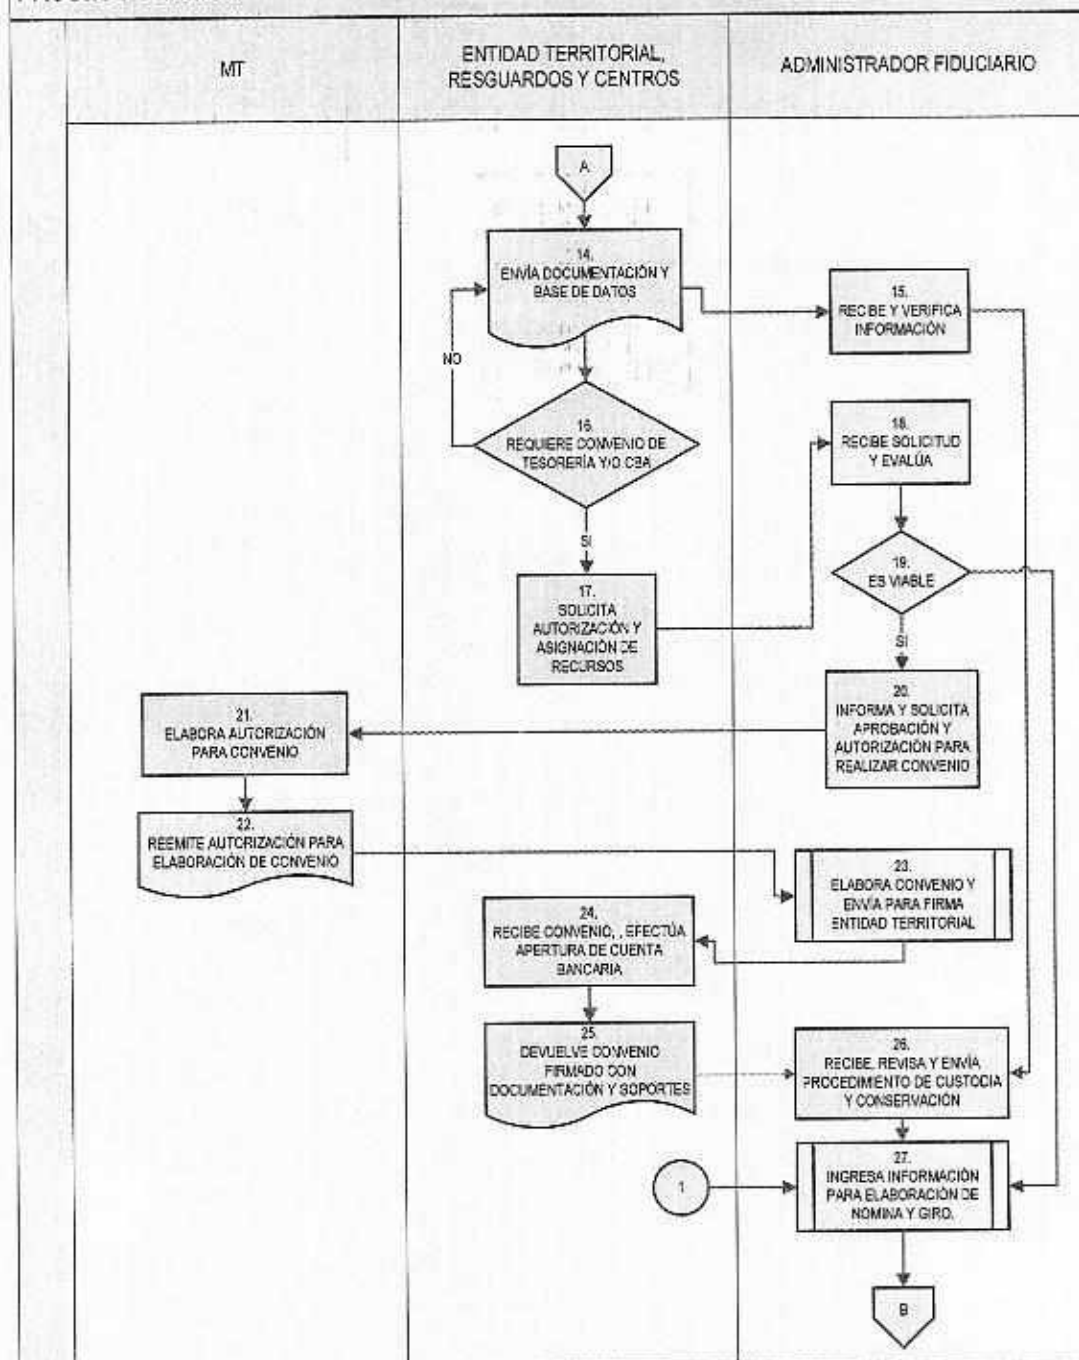 MT
ENTIDAD TERRITORIAL,
RESGUARDOS Y CENTROS
ADMINISTRADOR FIDUCIARIO
A
14.
ENVÍA DOCUMENTACIÓN Y
BASE DE DATOS
15.
RECIBE Y VERIFICA
INFORMACIÓN
NO
16.
REQUIERE CONVENIO DE
TESORERÍA Y/O CBA
18.
RECIBE SOLICITUD
Y EVALÚA
SI
17.
SOLICITA
AUTORIZACIÓN Y
ASIGNACIÓN DE
RECURSOS
19.
ES VIABLE
SI
20.
INFORMA Y SOLICITA
APROBACIÓN Y
AUTORIZACIÓN PARA
REALIZAR CONVENIO
21.
ELABORA AUTORIZACIÓN
PARA CONVENIO
22.
REEMITE AUTORIZACIÓN PARA
ELABORACIÓN DE CONVENIO
23.
ELABORA CONVENIO Y
ENVÍA PARA FIRMA
ENTIDAD TERRITORIAL
24.
RECIBE CONVENIO, , EFECTÚA
APERTURA DE CUENTA
BANCARIA
25.
DEVUELVE CONVENIO
FIRMADO CON
DOCUMENTACIÓN Y SOPORTES
26.
RECIBE, REVISA Y ENVÍA
PROCEDIMIENTO DE CUSTODIA
Y CONSERVACIÓN
1
27.
INGRESA INFORMACIÓN
PARA ELABORACIÓN DE
NOMINA Y GIRO.
B